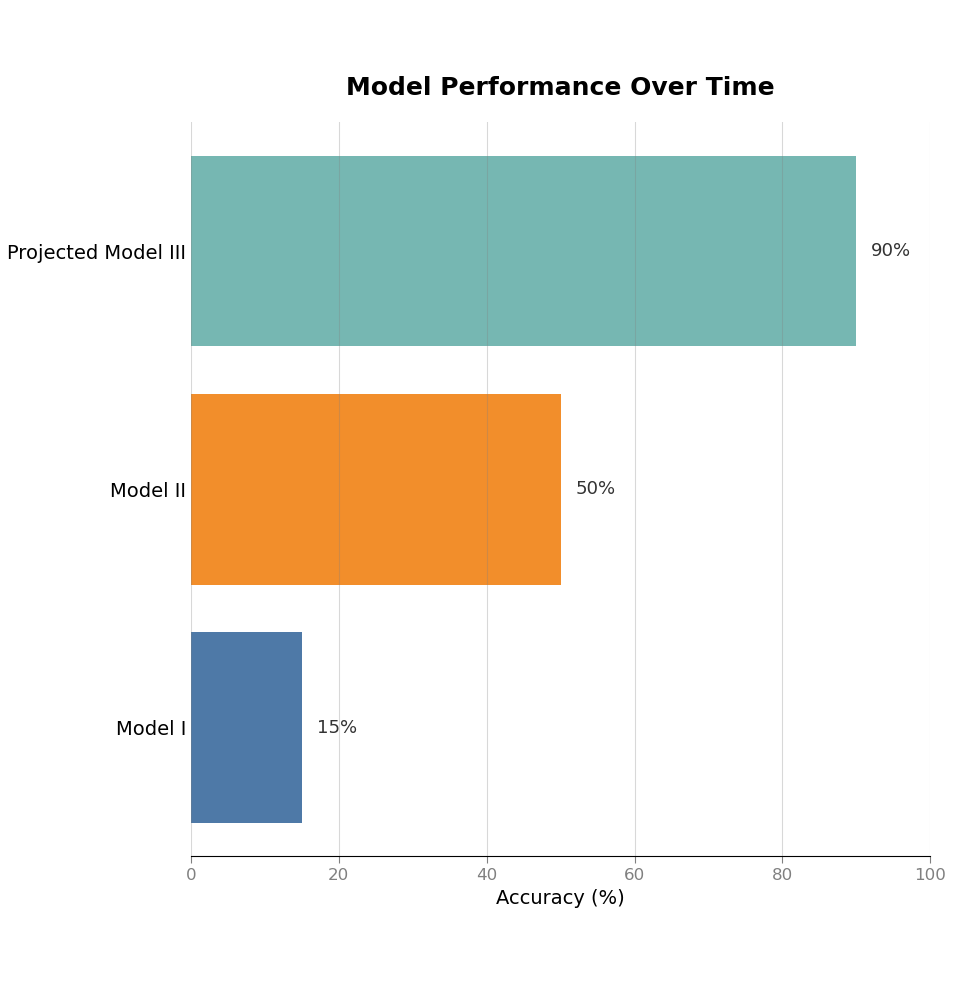 Model Performance Over Time
Projected Model III
90%
Model II
50%
Model I
15%
0 20 40 60 80 100
Accuracy (%)